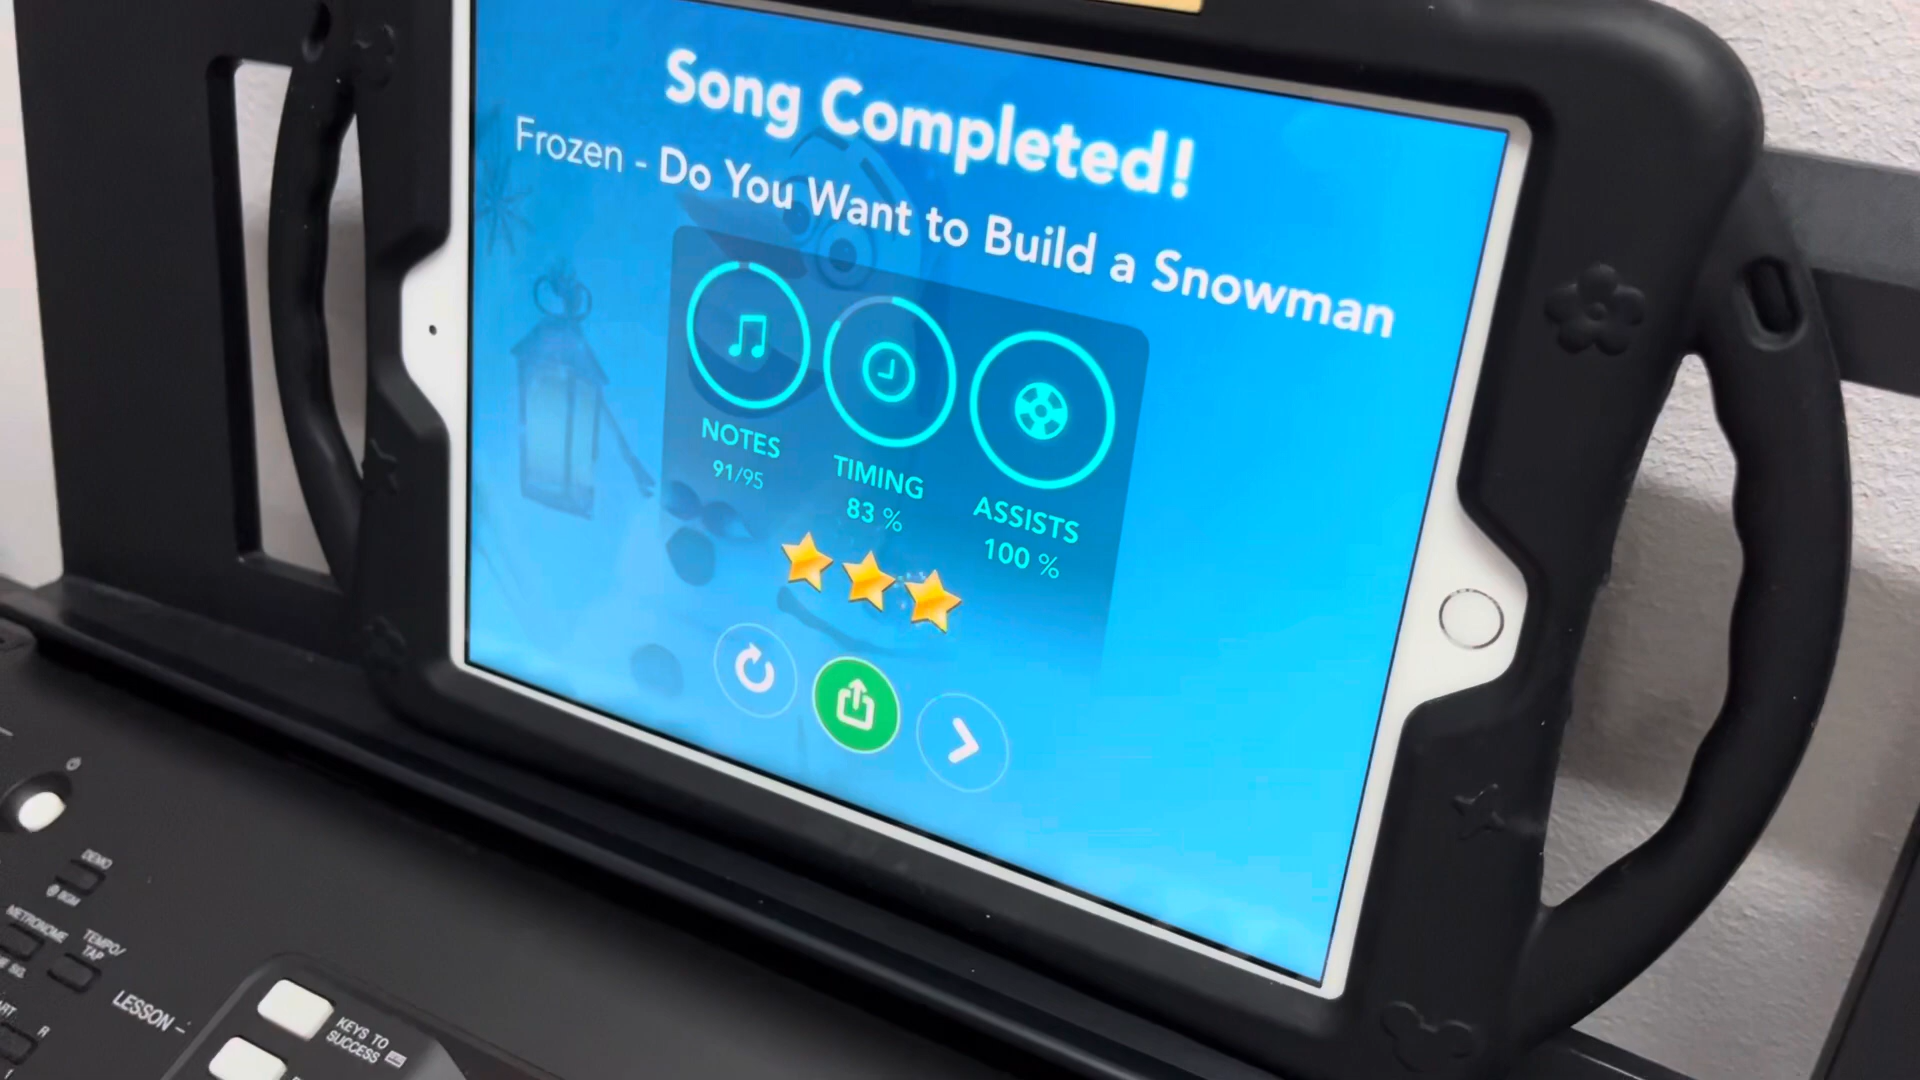 Song Completed!
Frozen - Do You Want to Build a Snowman
NOTES
91/95
TIMING
83 %
ASSISTS
100 %
DEMO
BGM
METRONOME
TEMPO/
TAP
LESSON
R
KEYS TO
SUCCESS